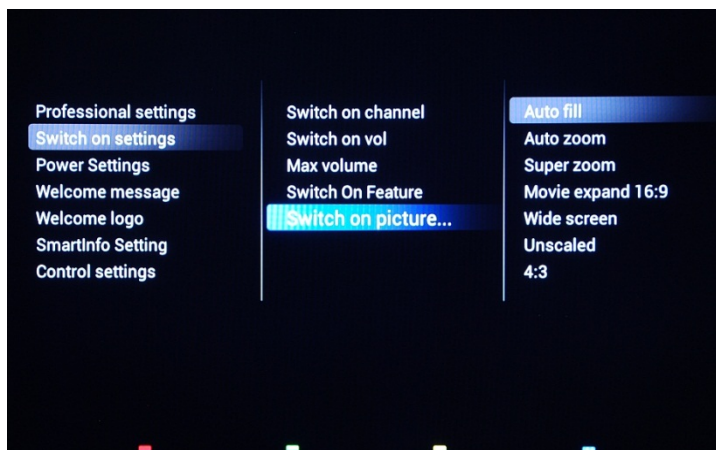 Professional settings
Switch on settings
Power Settings
Welcome message
Welcome logo
SmartInfo Setting
Control settings
Switch on channel
Switch on vol
Max volume
Switch On Feature
Switch on picture...
Auto fill
Auto zoom
Super zoom
Movie expand 16:9
Wide screen
Unscaled
4:3